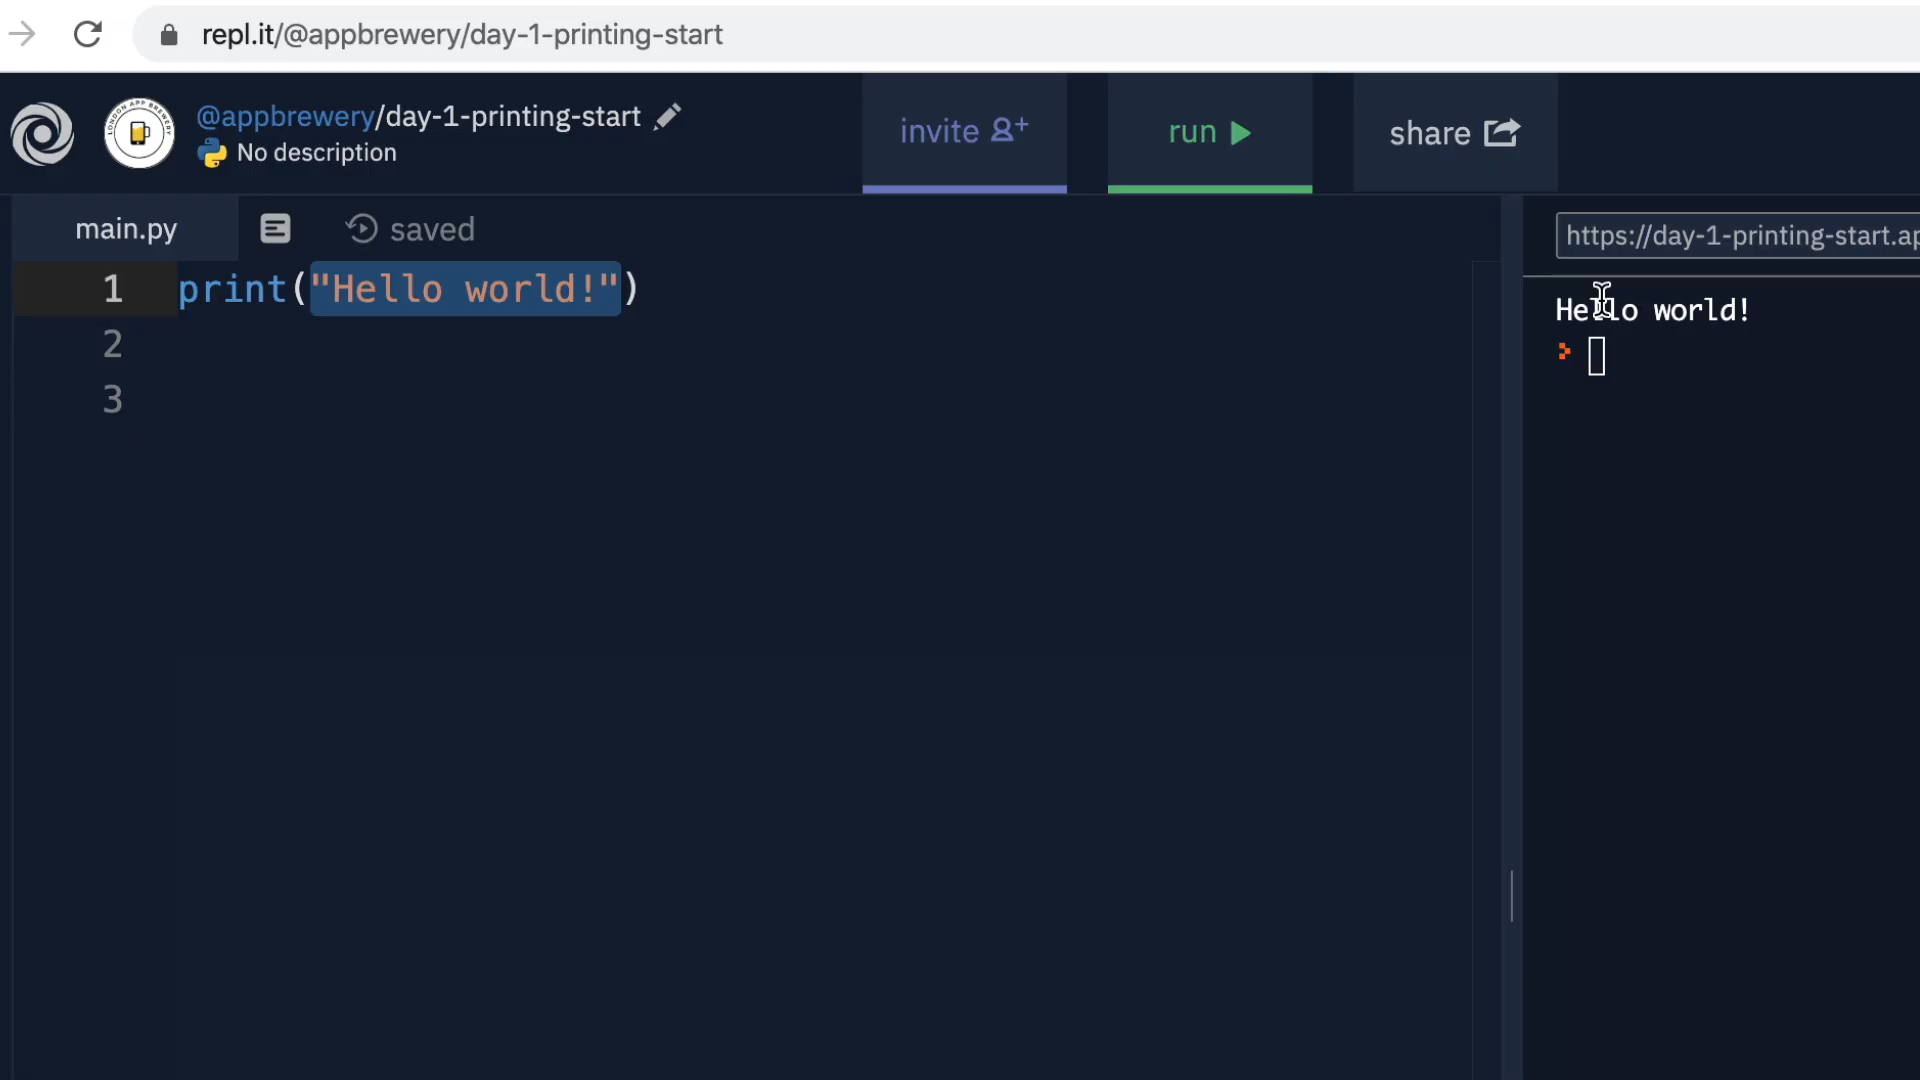 repl.it/@appbrewery/day-1-printing-start
@appbrewery/day-1-printing-start
No description
invite
run
share
main.py
saved
https://day-1-printing-start.ap
1 print("Hello world!")
2
3
Hello world!
>